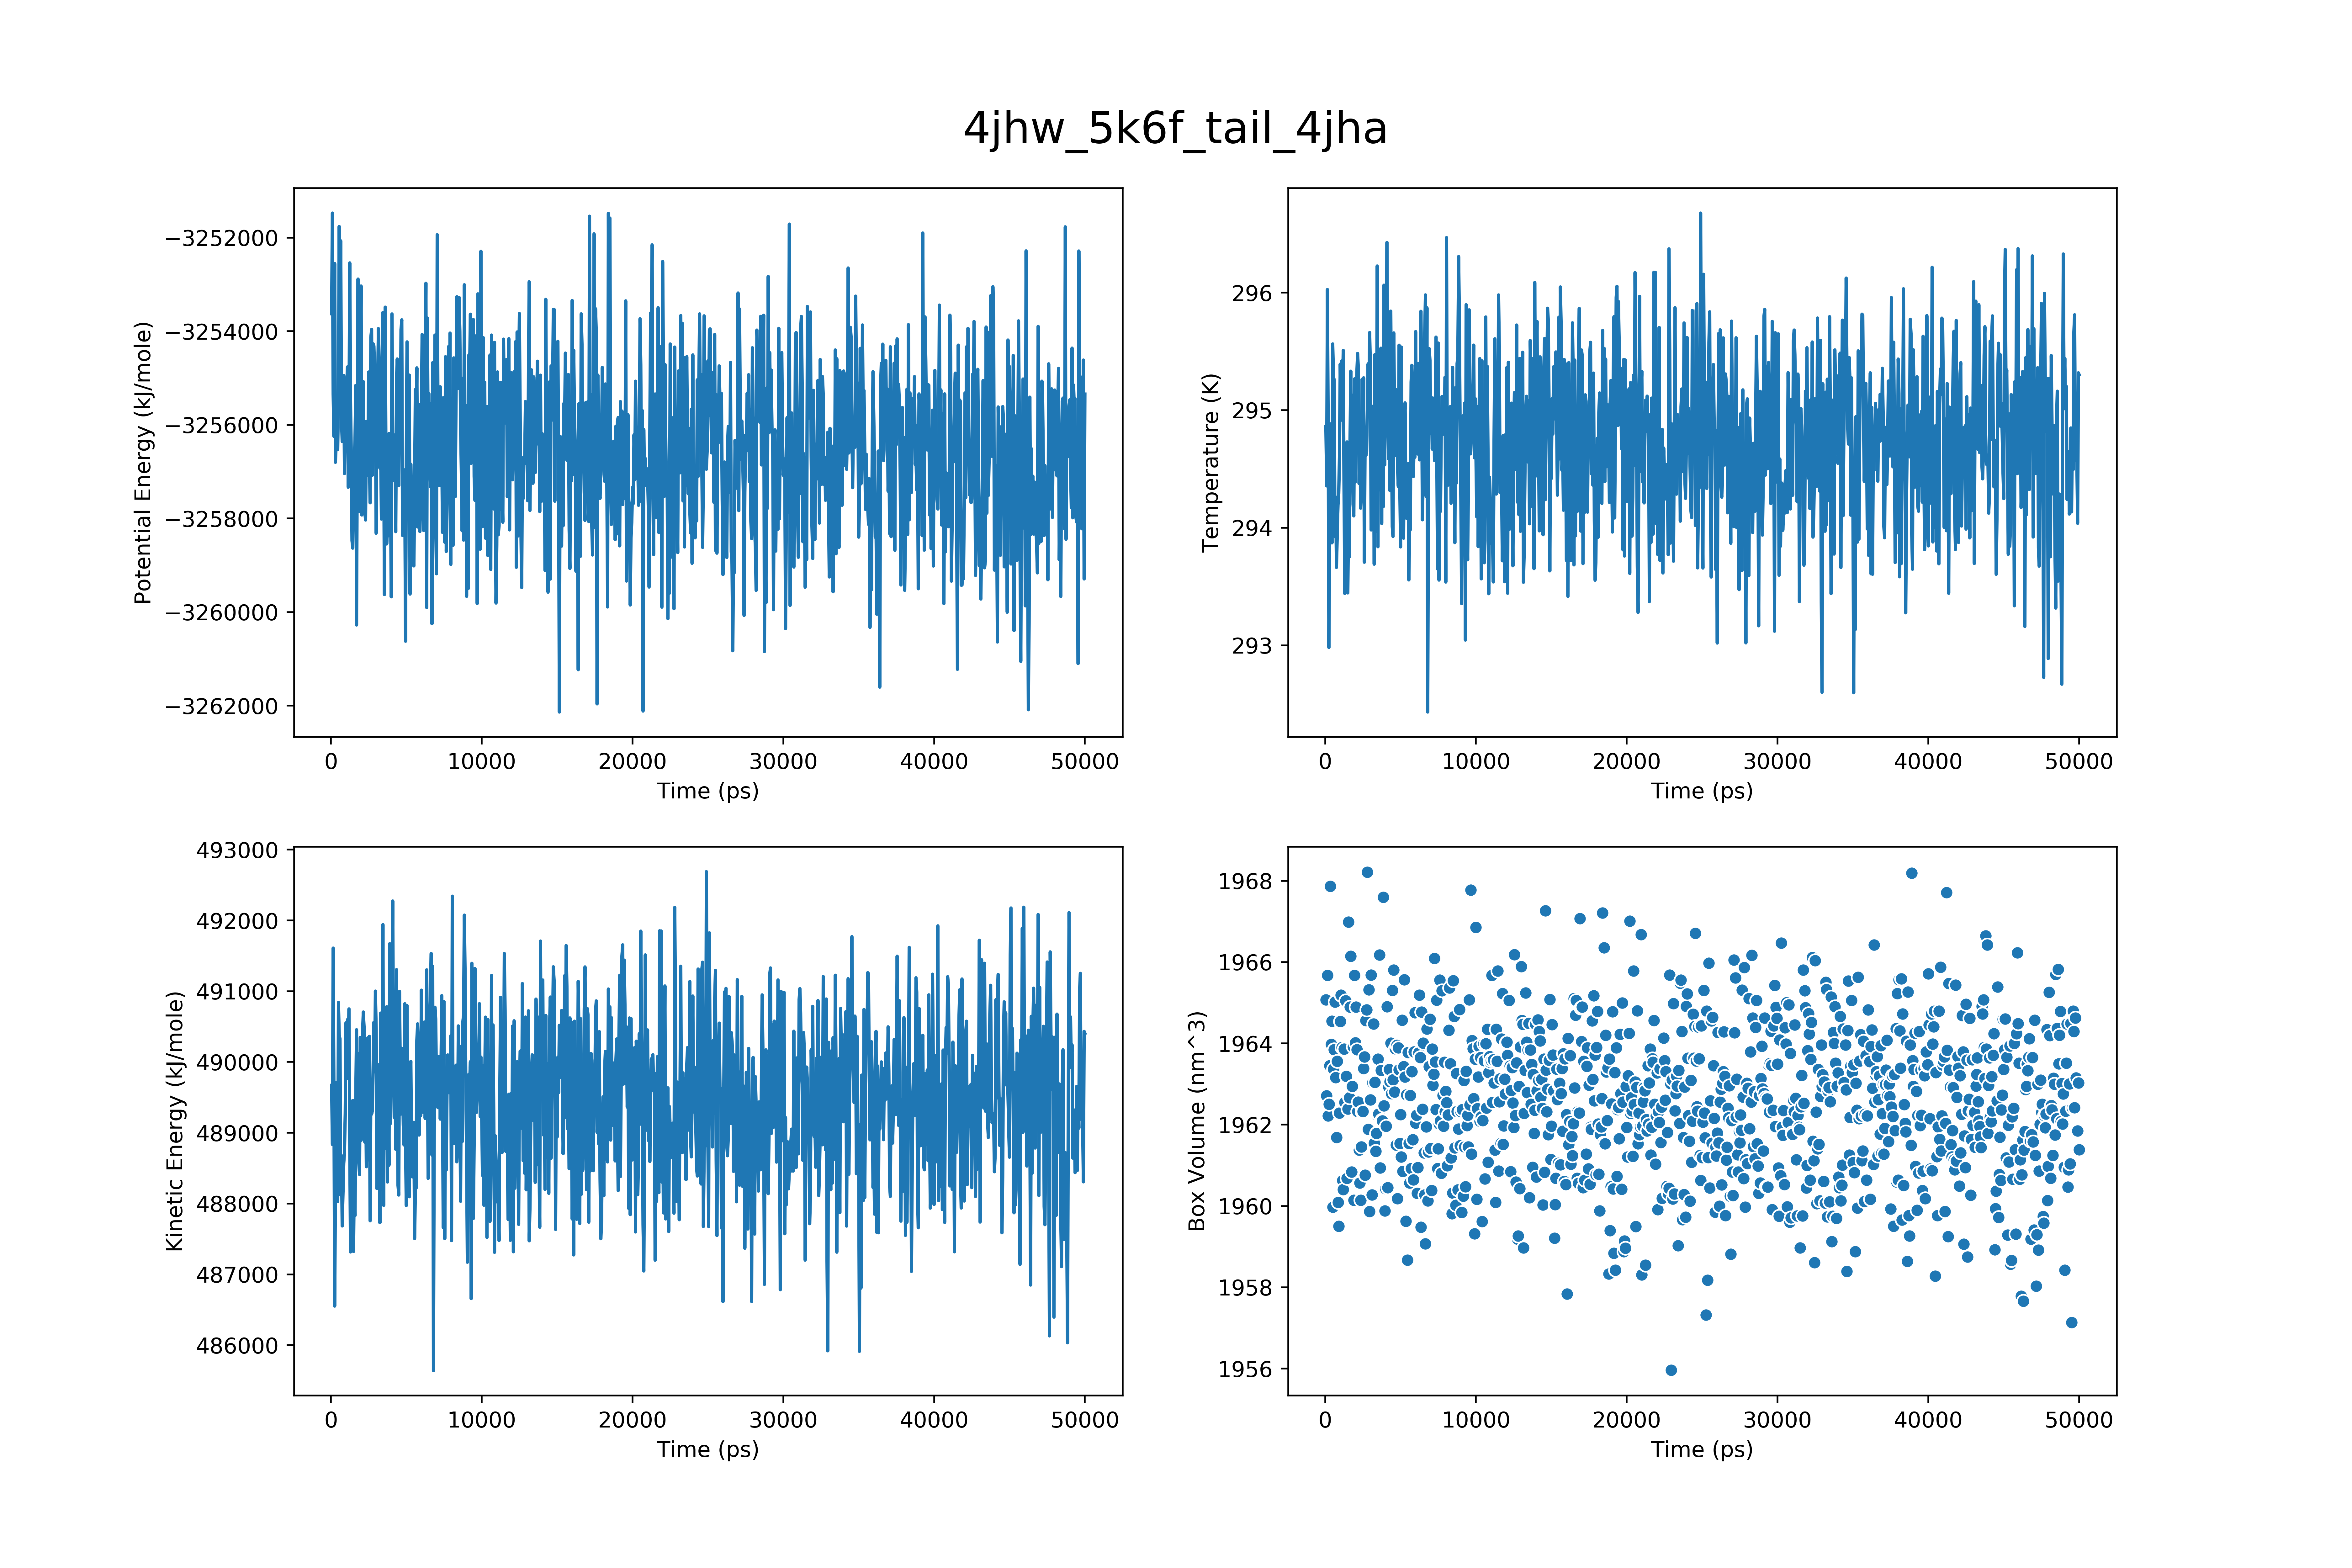 4jhw_5k6f_tail_4jha
Potential Energy (kJ/mole)
−3252000
−3254000
−3256000
−3258000
−3260000
−3262000
0 10000 20000 30000 40000 50000
Time (ps)
Temperature (K)
296
295
294
293
0 10000 20000 30000 40000 50000
Time (ps)
Kinetic Energy (kJ/mole)
493000
492000
491000
490000
489000
488000
487000
486000
0 10000 20000 30000 40000 50000
Time (ps)
Box Volume (nm^3)
1968
1966
1964
1962
1960
1958
1956
0 10000 20000 30000 40000 50000
Time (ps)